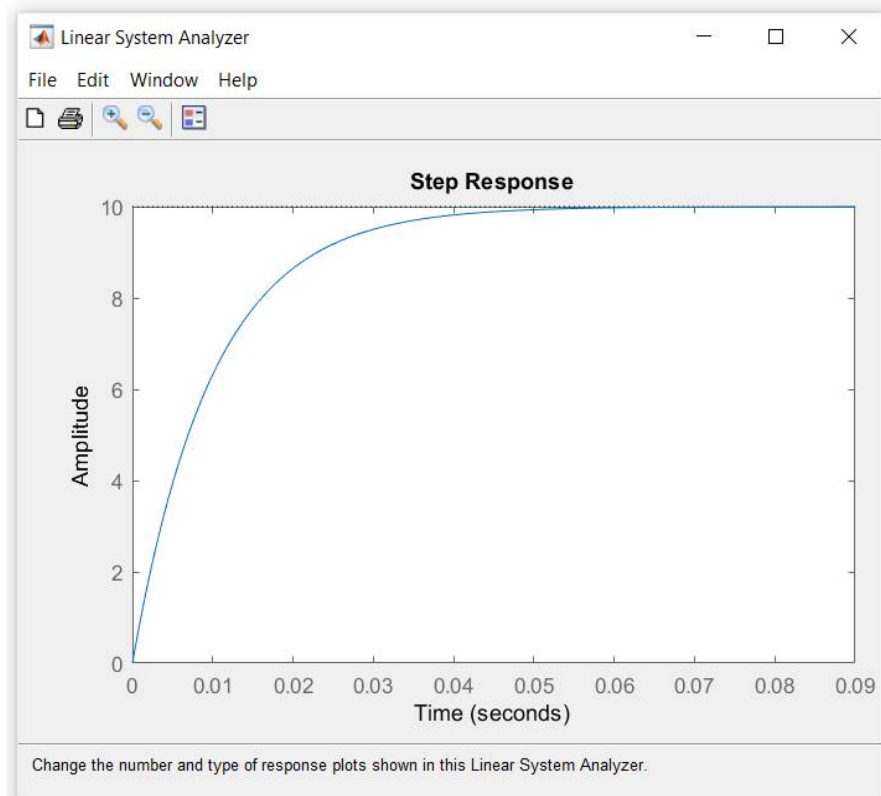 Linear System Analyzer
File Edit Window Help
Step Response
10
8
6
4
2
0
Amplitude
0 0.01 0.02 0.03 0.04 0.05 0.06 0.07 0.08 0.09
Time (seconds)
Change the number and type of response plots shown in this Linear System Analyzer.